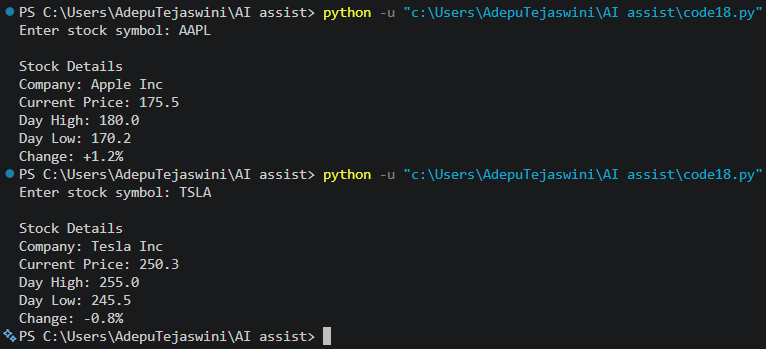 PS C:\Users\AdepuTejaswini\AI assist> python -u "c:\Users\AdepuTejaswini\AI assist\code18.py"
Enter stock symbol: AAPL

Stock Details
Company: Apple Inc
Current Price: 175.5
Day High: 180.0
Day Low: 170.2
Change: +1.2%
PS C:\Users\AdepuTejaswini\AI assist> python -u "c:\Users\AdepuTejaswini\AI assist\code18.py"
Enter stock symbol: TSLA

Stock Details
Company: Tesla Inc
Current Price: 250.3
Day High: 255.0
Day Low: 245.5
Change: -0.8%
PS C:\Users\AdepuTejaswini\AI assist>